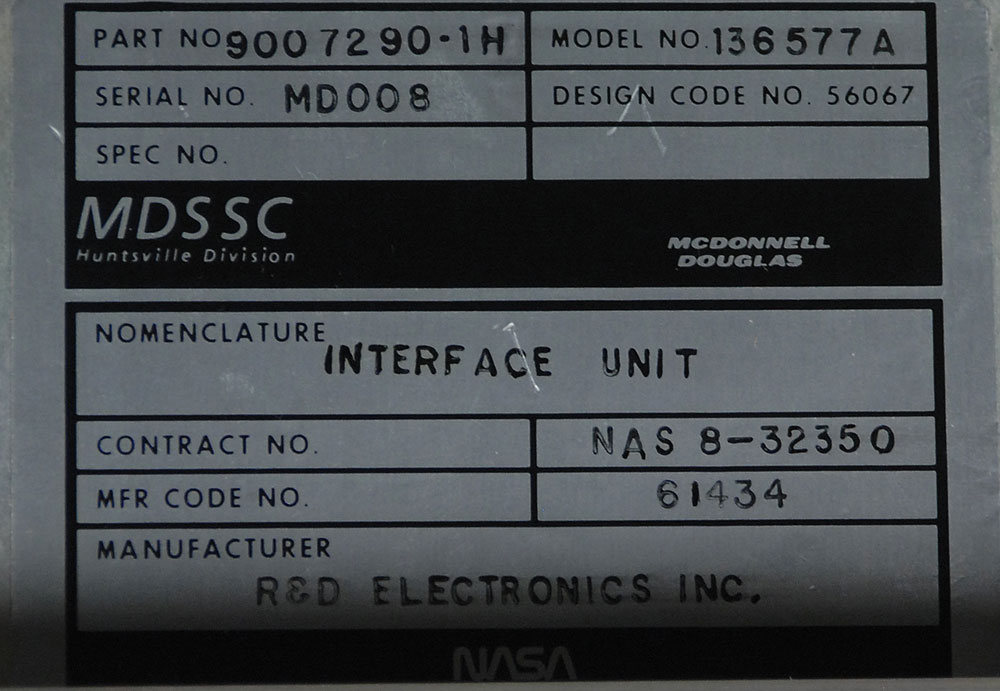 PART NO 9007290-1H MODEL NO. 136577A
SERIAL NO. MD008 DESIGN CODE NO. 56067
SPEC NO.
MDSSC
Huntsville Division
MCDONNELL
DOUGLAS
NOMENCLATURE
INTERFACE UNIT
CONTRACT NO. NAS 8-32350
MFR CODE NO. 61434
MANUFACTURER
R&D ELECTRONICS INC.
NASA